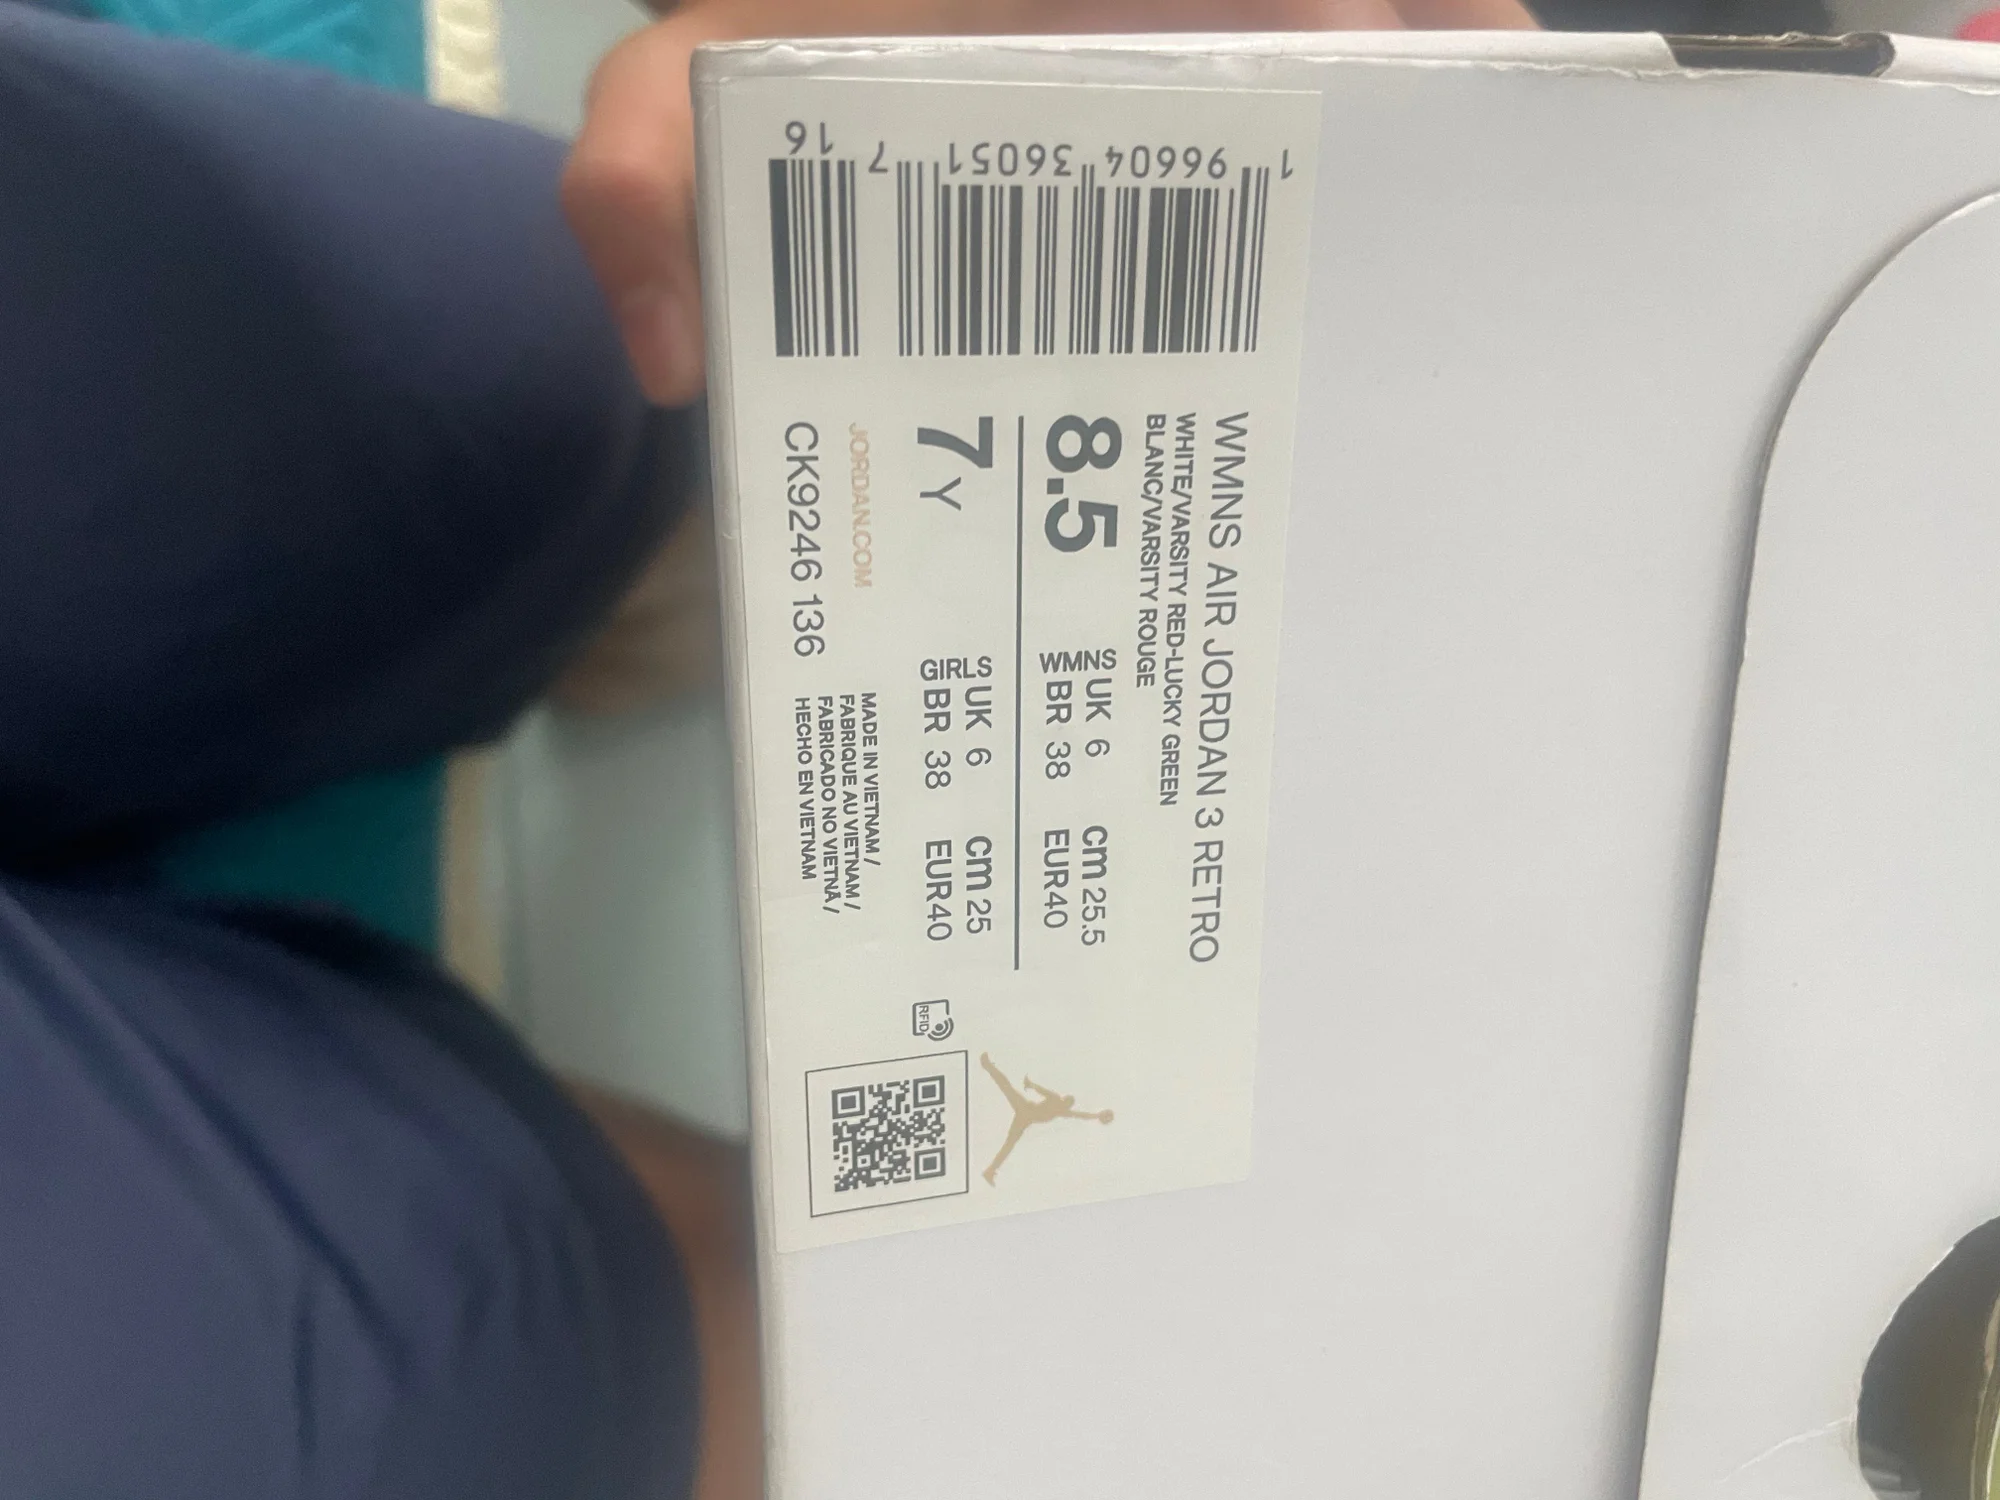 WMNS AIR JORDAN 3 RETRO
WHITE/VARSITY RED-LUCKY GREEN
BLANC/VARSITY ROUGE
8.5 WMNS UK 6 cm 25.5
BR 38 EUR40
7Y GIRLS UK 6 cm 25
BR 38 EUR40
RFID
JORDAN.COM
CK9246 136
MADE IN VIETNAM /
FABRIQUE AU VIETNAM /
FABRICADO NO VIETNÃ /
HECHO EN VIETNAM
1 96604 36051 7 16